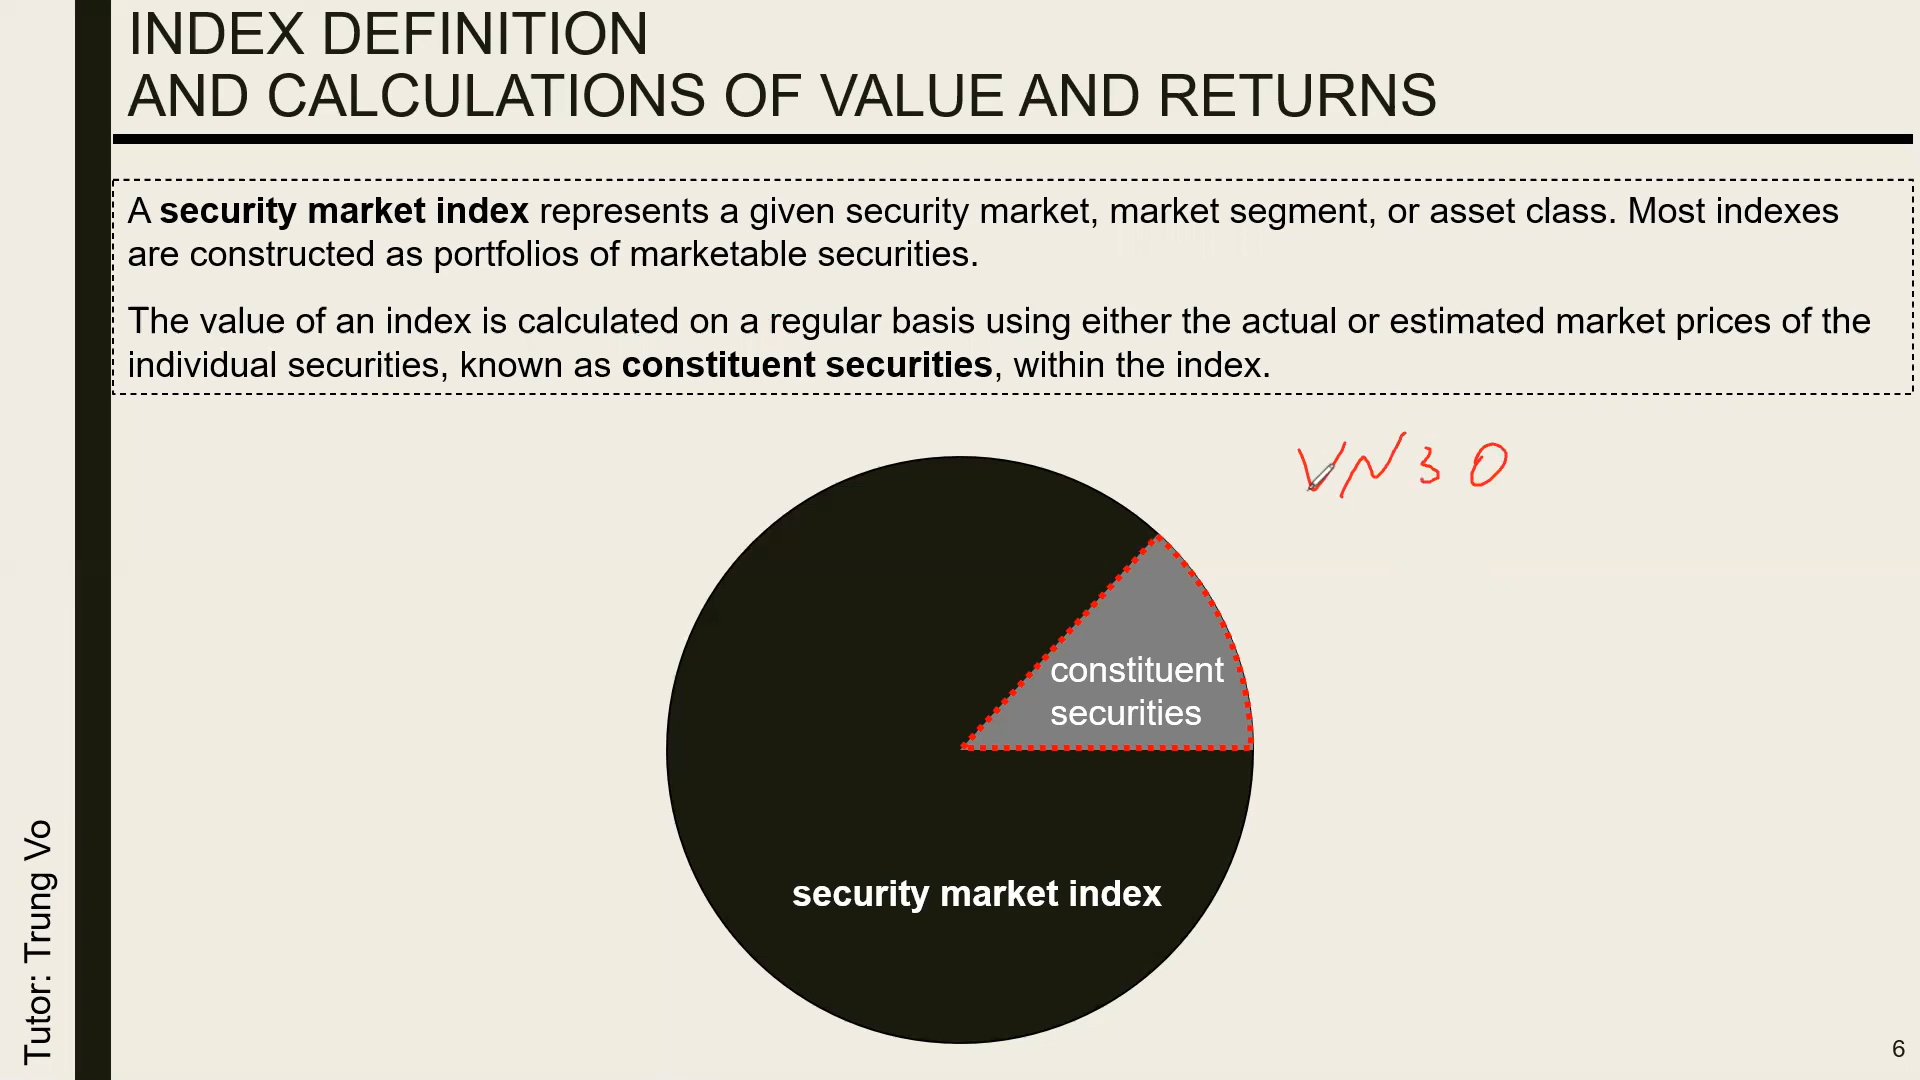 INDEX DEFINITION
AND CALCULATIONS OF VALUE AND RETURNS
A security market index represents a given security market, market segment, or asset class. Most indexes
are constructed as portfolios of marketable securities.
The value of an index is calculated on a regular basis using either the actual or estimated market prices of the
individual securities, known as constituent securities, within the index.
VN30
constituent
securities
security market index
Tutor: Trung Vo
6